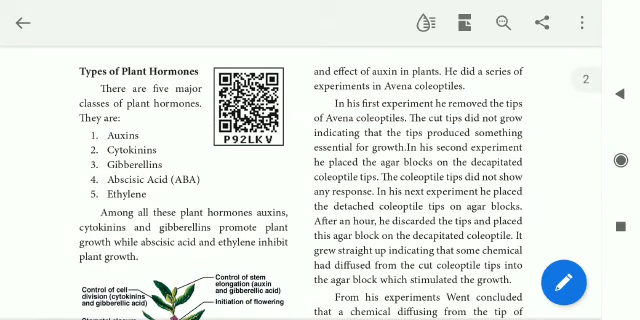 2
Types of Plant Hormones
There are five major
classes of plant hormones.
They are:
P92LKV
1. Auxins
2. Cytokinins
3. Gibberellins
4. Abscisic Acid (ABA)
5. Ethylene
Among all these plant hormones auxins,
cytokinins and gibberellins promote plant
growth while abscisic acid and ethylene inhibit
plant growth.
Control of stem
elongation (auxin
and gibberellic acid)
Control of cell
division (cytokinins
and gibberellic acid)
Initiation of flowering
and effect of auxin in plants. He did a series of
experiments in Avena coleoptiles.
In his first experiment he removed the tips
of Avena coleoptiles. The cut tips did not grow
indicating that the tips produced something
essential for growth.In his second experiment
he placed the agar blocks on the decapitated
coleoptile tips. The coleoptile tips did not show
any response. In his next experiment he placed
the detached coleoptile tips on agar blocks.
After an hour, he discarded the tips and placed
this agar block on the decapitated coleoptile. It
grew straight up indicating that some chemical
had diffused from the cut coleoptile tips into
the agar block which stimulated the growth.
From his experiments Went concluded
that a chemical diffusing from the tip of